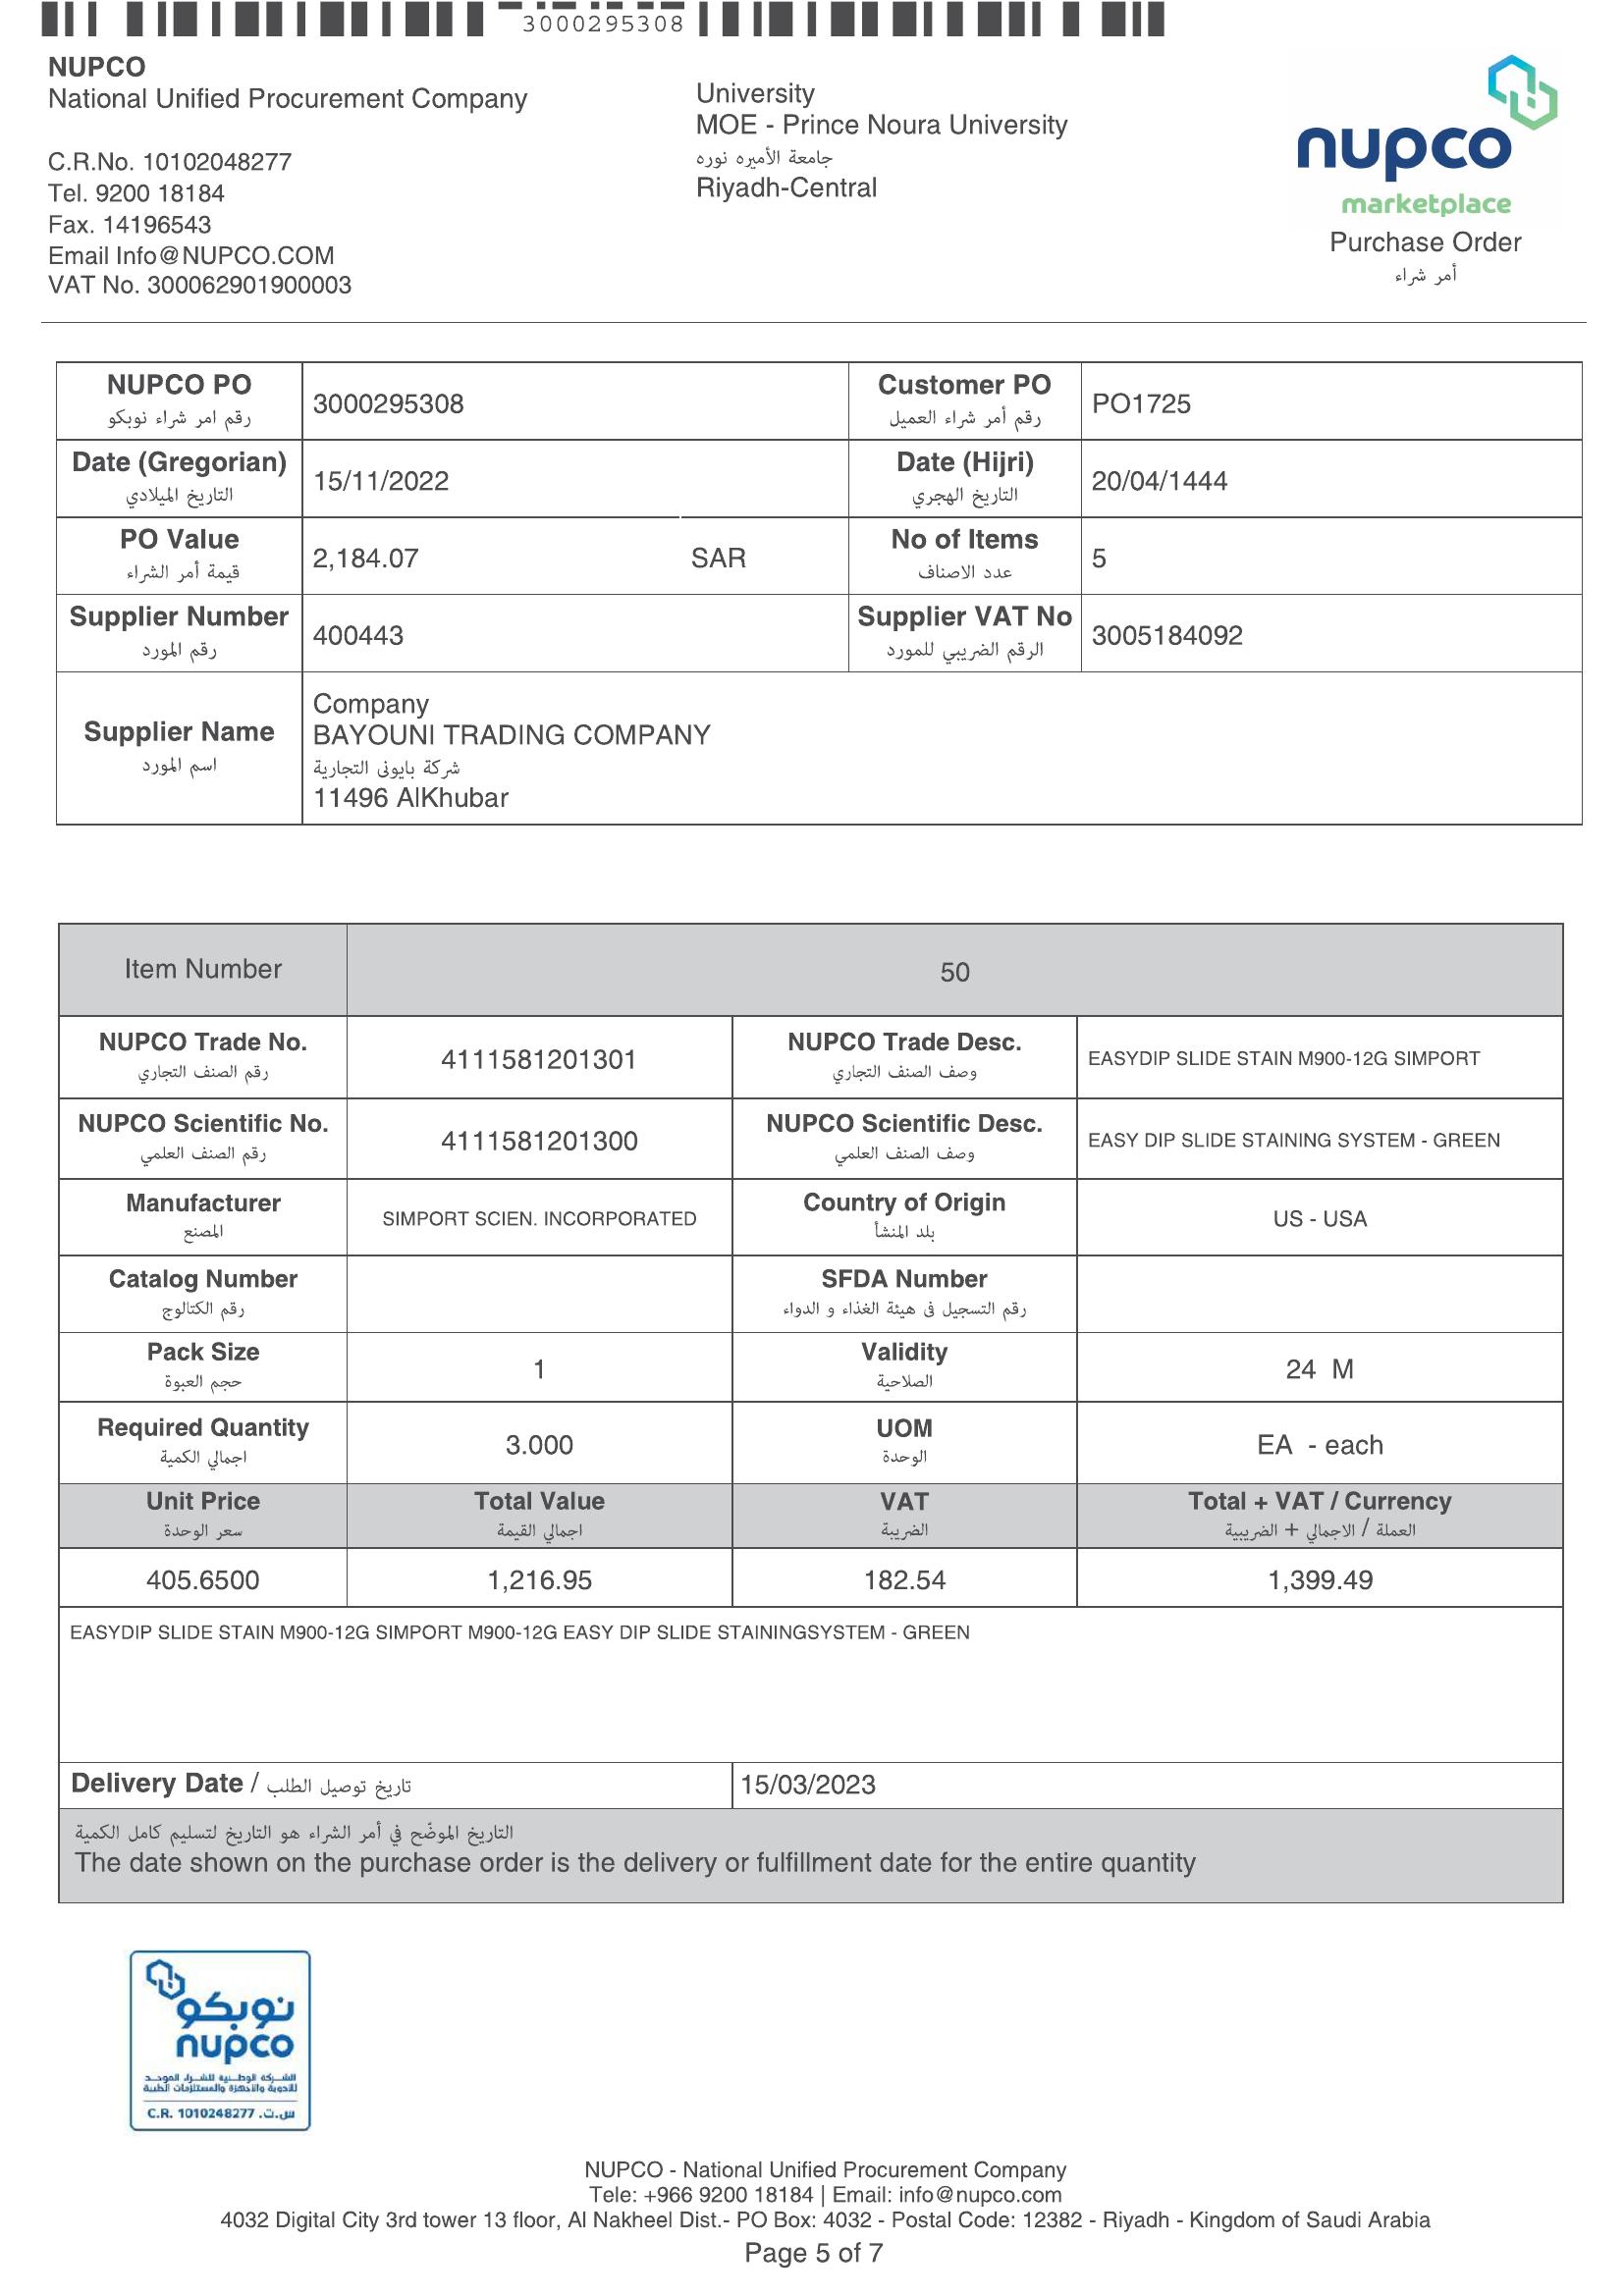 3000295308
NUPCO
National Unified Procurement Company
C.R.No. 10102048277
Tel. 9200 18184
Fax. 14196543
Email Info@NUPCO.COM
VAT No. 300062901900003
University
MOE - Prince Noura University
جامعة الأميره نوره
Riyadh-Central
nupco
marketplace
Purchase Order
أمر شراء
NUPCO PO
رقم امر شراء نوبكو
3000295308
Customer PO
رقم أمر شراء العميل
PO1725
Date (Gregorian)
التاريخ الميلادي
15/11/2022
Date (Hijri)
التاريخ الهجري
20/04/1444
PO Value
قيمة أمر الشراء
2,184.07 SAR
No of Items
عدد الاصناف
5
Supplier Number
رقم المورد
400443
Supplier VAT No
الرقم الضريبي للمورد
3005184092
Supplier Name
اسم المورد
Company
BAYOUNI TRADING COMPANY
شركة بايونى التجارية
11496 AlKhubar
Item Number
50
NUPCO Trade No.
رقم الصنف التجاري
4111581201301
NUPCO Trade Desc.
وصف الصنف التجاري
EASYDIP SLIDE STAIN M900-12G SIMPORT
NUPCO Scientific No.
رقم الصنف العلمي
4111581201300
NUPCO Scientific Desc.
وصف الصنف العلمي
EASY DIP SLIDE STAINING SYSTEM - GREEN
Manufacturer
المصنع
SIMPORT SCIEN. INCORPORATED
Country of Origin
بلد المنشأ
US - USA
Catalog Number
رقم الكتالوج
SFDA Number
رقم التسجيل فى هيئة الغذاء و الدواء
Pack Size
حجم العبوة
1
Validity
الصلاحية
24 M
Required Quantity
اجمالي الكمية
3.000
UOM
الوحدة
EA - each
Unit Price
سعر الوحدة
Total Value
اجمالي القيمة
VAT
الضريبة
Total + VAT / Currency
العملة / الاجمالي + الضريبية
405.6500
1,216.95
182.54
1,399.49
EASYDIP SLIDE STAIN M900-12G SIMPORT M900-12G EASY DIP SLIDE STAININGSYSTEM - GREEN
Delivery Date / تاريخ توصيل الطلب
15/03/2023
التاريخ الموضّح في أمر الشراء هو التاريخ لتسليم كامل الكمية
The date shown on the purchase order is the delivery or fulfillment date for the entire quantity
نوبكو
nupco
الشركة الوطنية للشراء الموحد
للأدوية والأجهزة والمستلزمات الطبية
C.R. 1010248277 س.ت.
NUPCO - National Unified Procurement Company
Tele: +966 9200 18184 | Email: info@nupco.com
4032 Digital City 3rd tower 13 floor, Al Nakheel Dist.- PO Box: 4032 - Postal Code: 12382 - Riyadh - Kingdom of Saudi Arabia
Page 5 of 7